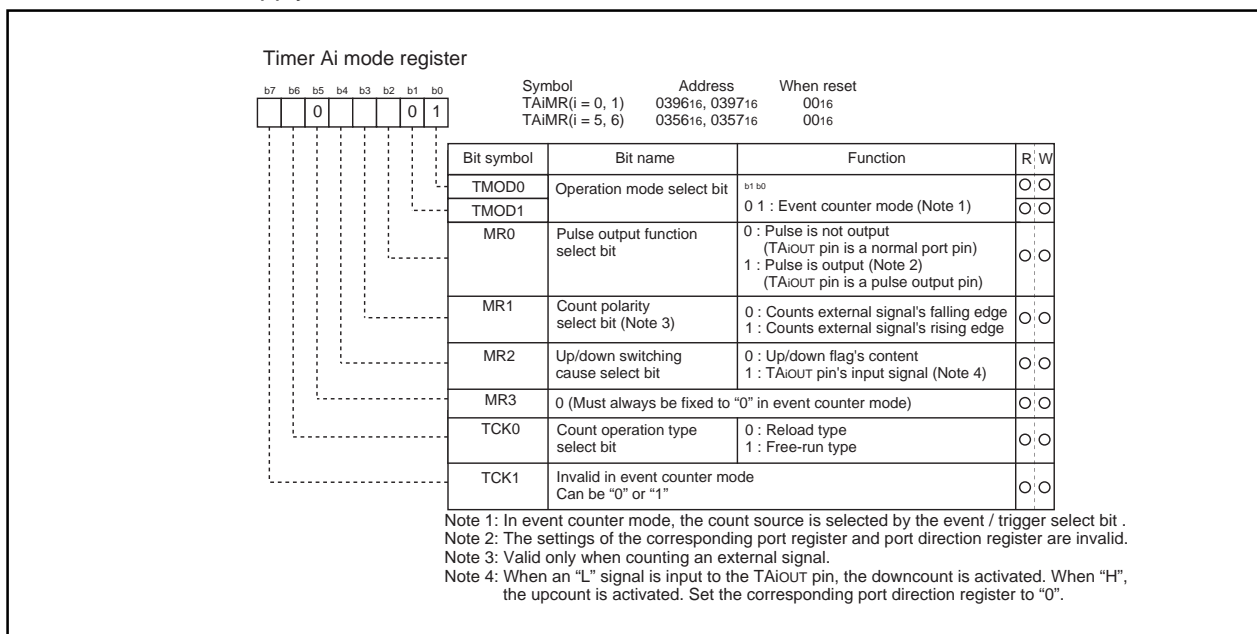 Timer Ai mode register
b7 b6 b5 b4 b3 b2 b1 b0
0 0 1
Symbol Address When reset
TAiMR(i = 0, 1) 039616, 039716 0016
TAiMR(i = 5, 6) 035616, 035716 0016
Bit symbol Bit name Function R W
TMOD0 Operation mode select bit b1 b0
TMOD1 0 1 : Event counter mode (Note 1)
MR0 Pulse output function 0 : Pulse is not output
select bit (TAiOUT pin is a normal port pin)
1 : Pulse is output (Note 2)
(TAiOUT pin is a pulse output pin)
MR1 Count polarity 0 : Counts external signal's falling edge
select bit (Note 3) 1 : Counts external signal's rising edge
MR2 Up/down switching 0 : Up/down flag's content
cause select bit 1 : TAiOUT pin's input signal (Note 4)
MR3 0 (Must always be fixed to “0” in event counter mode)
TCK0 Count operation type 0 : Reload type
select bit 1 : Free-run type
TCK1 Invalid in event counter mode
Can be “0” or “1”
Note 1: In event counter mode, the count source is selected by the event / trigger select bit .
Note 2: The settings of the corresponding port register and port direction register are invalid.
Note 3: Valid only when counting an external signal.
Note 4: When an “L” signal is input to the TAiOUT pin, the downcount is activated. When “H”,
the upcount is activated. Set the corresponding port direction register to “0”.